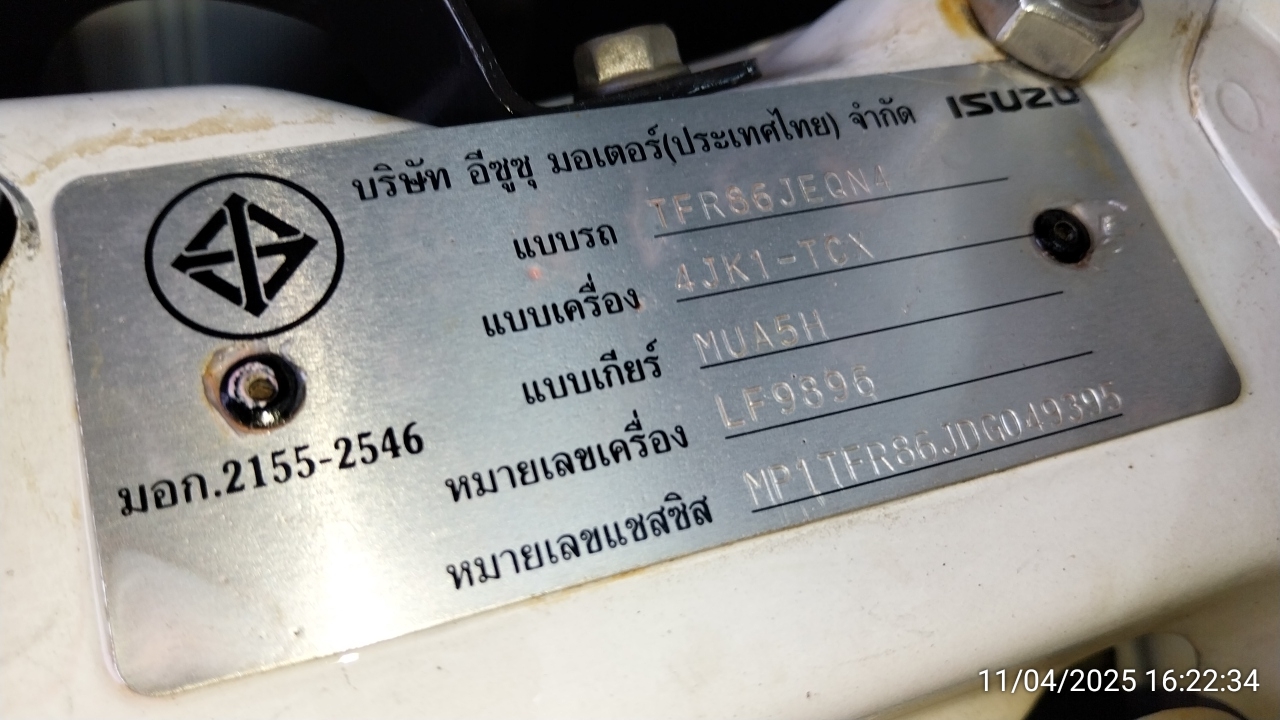 ISUZU
บริษัท อีซูซุ มอเตอร์(ประเทศไทย) จำกัด
แบบรถ TFR86JEQN4
แบบเครื่อง 4JK1-TCX
แบบเกียร์ MUA5H
หมายเลขเครื่อง LF9896
หมายเลขแชสซิส MP1TFR86JDG049395
มอก.2155-2546
11/04/2025 16:22:34